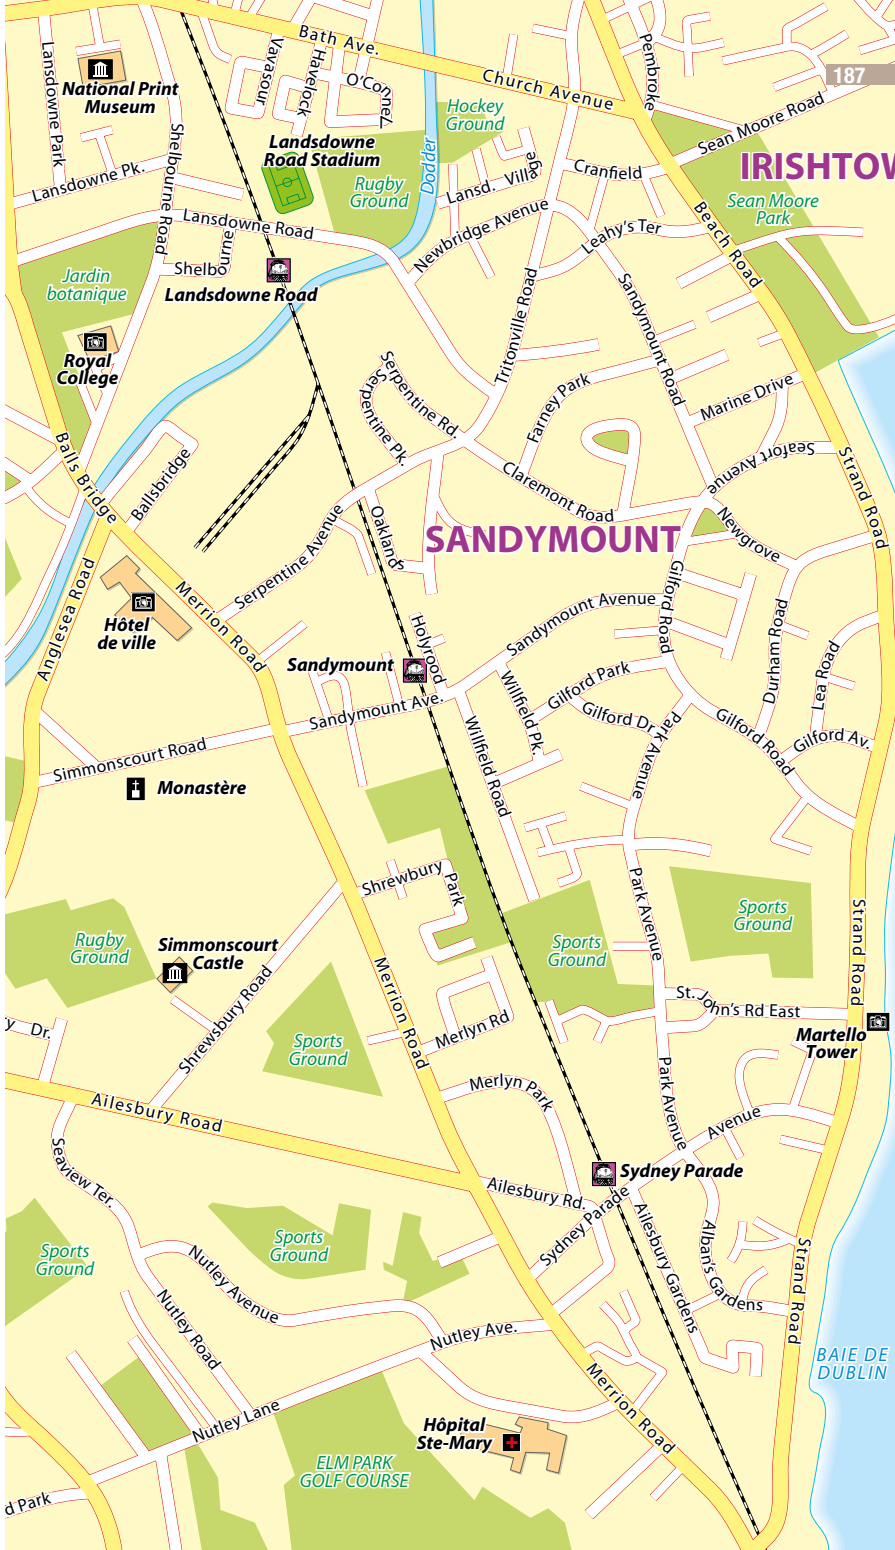 Bath Ave.
Church Avenue
Pembroke
187
Lansdowne Park
National Print
Museum
Vavasour
Havelock
O'Connel
Hockey
Ground
Sean Moore Road
Shelbourne Road
Landsdowne
Road Stadium
Dodder
Rugby
Ground
Lansdowne Pk.
Lansd. Village
Cranfield
IRISHTOW
Sean Moore
Park
Lansdowne Road
Newbridge Avenue
Leahy's Ter
Beach Road
Shelbourne
Jardin
botanique
Landsdowne Road
Tritonville Road
Sandymount Road
Royal
College
Serpentine Rd.
Serpentine Pk.
Farney Park
Marine Drive
Balls Bridge
Ballsbridge
Claremont Road
Seafort Avenue
Strand Road
Oakland
SANDYMOUNT
Newgrove
Serpentine Avenue
Anglesea Road
Merrion Road
Hôtel
de ville
Holyrood
Sandymount Avenue
Gilford Road
Durham Road
Lea Road
Sandymount
Sandymount Ave.
Willfield Pk.
Gilford Park
Gilford Dr.
Park Avenue
Gilford Road
Gilford Av.
Simmonscourt Road
Monastère
Willfield Road
Shrewbury
Park
Park Avenue
Sports
Ground
Strand Road
Rugby
Ground
Simmonscourt
Castle
Shrewsbury Road
Merrion Road
Sports
Ground
St. John's Rd East
Martello
Tower
ry Dr.
Sports
Ground
Merlyn Rd
Merlyn Park
Park Avenue
Avenue
Ailesbury Road
Seaview Ter.
Sydney Parade
Ailesbury Rd.
Sydney Parade
Ailesbury Gardens
Alban's Gardens
Strand Road
Sports
Ground
Sports
Ground
Nutley Avenue
Nutley Road
Nutley Ave.
BAIE DE
DUBLIN
Merrion Road
Nutley Lane
Hôpital
Ste-Mary
ELM PARK
GOLF COURSE
d Park